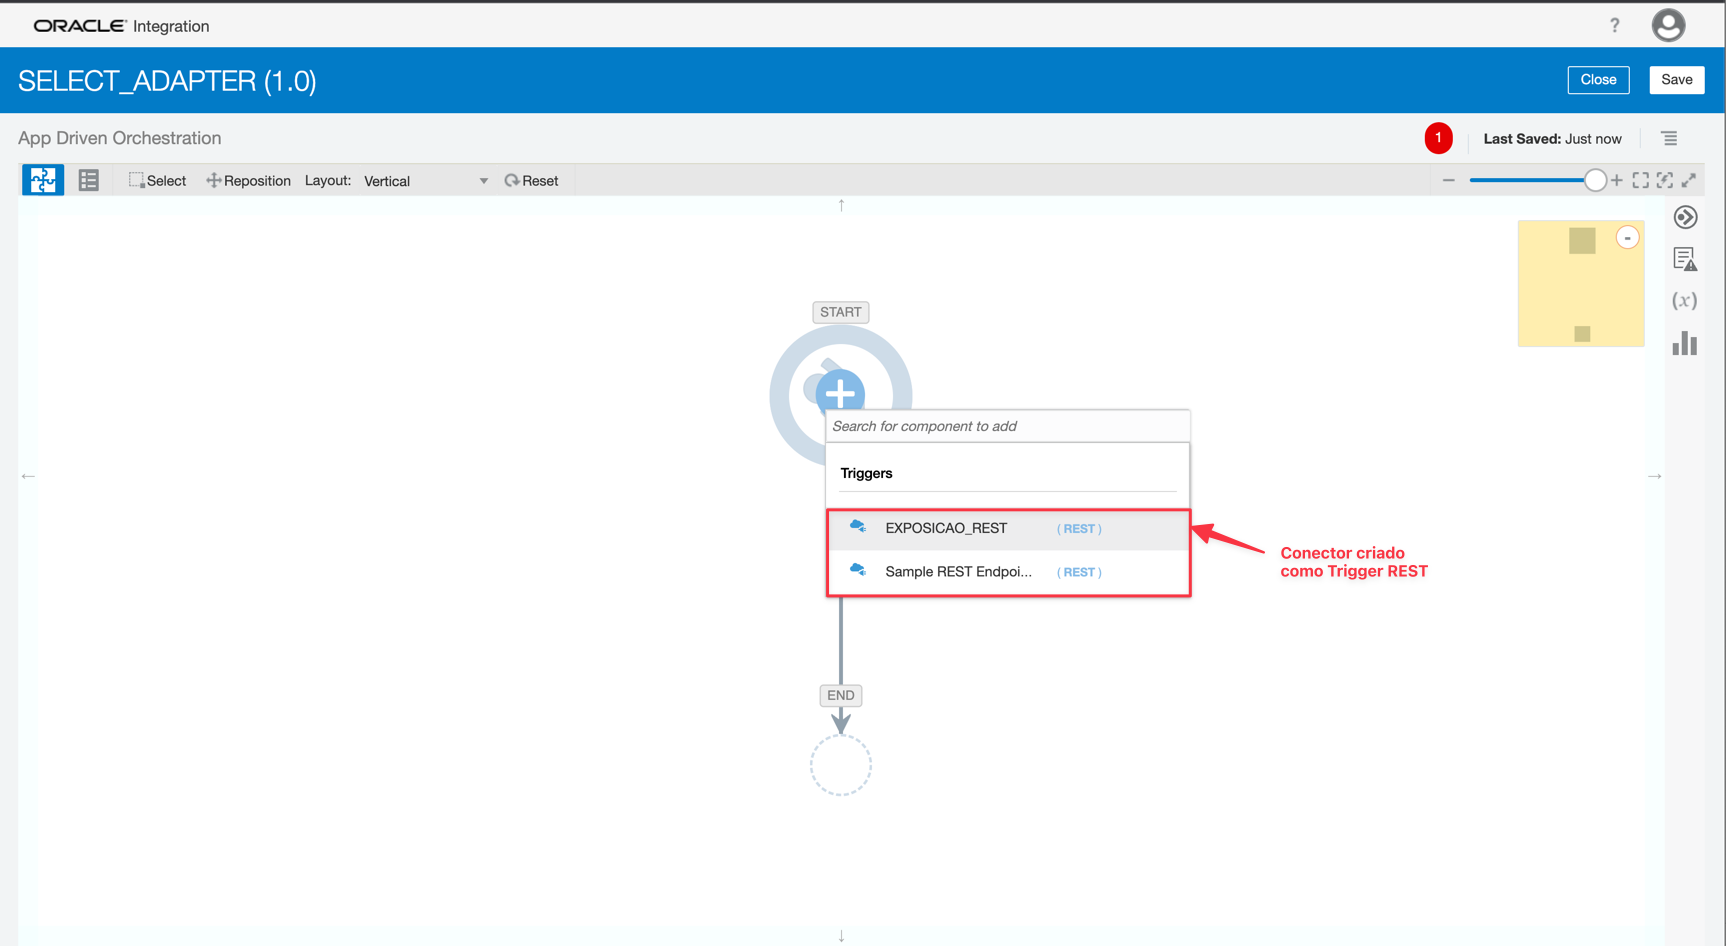 ORACLE Integration
?
SELECT_ADAPTER (1.0)
Close
Save
App Driven Orchestration
1
Last Saved: Just now
Select
Reposition
Layout:
Vertical
Reset
START
Search for component to add
Triggers
EXPOSICAO_REST
( REST )
Sample REST Endpoi...
( REST )
Conector criado
como Trigger REST
(x)
END